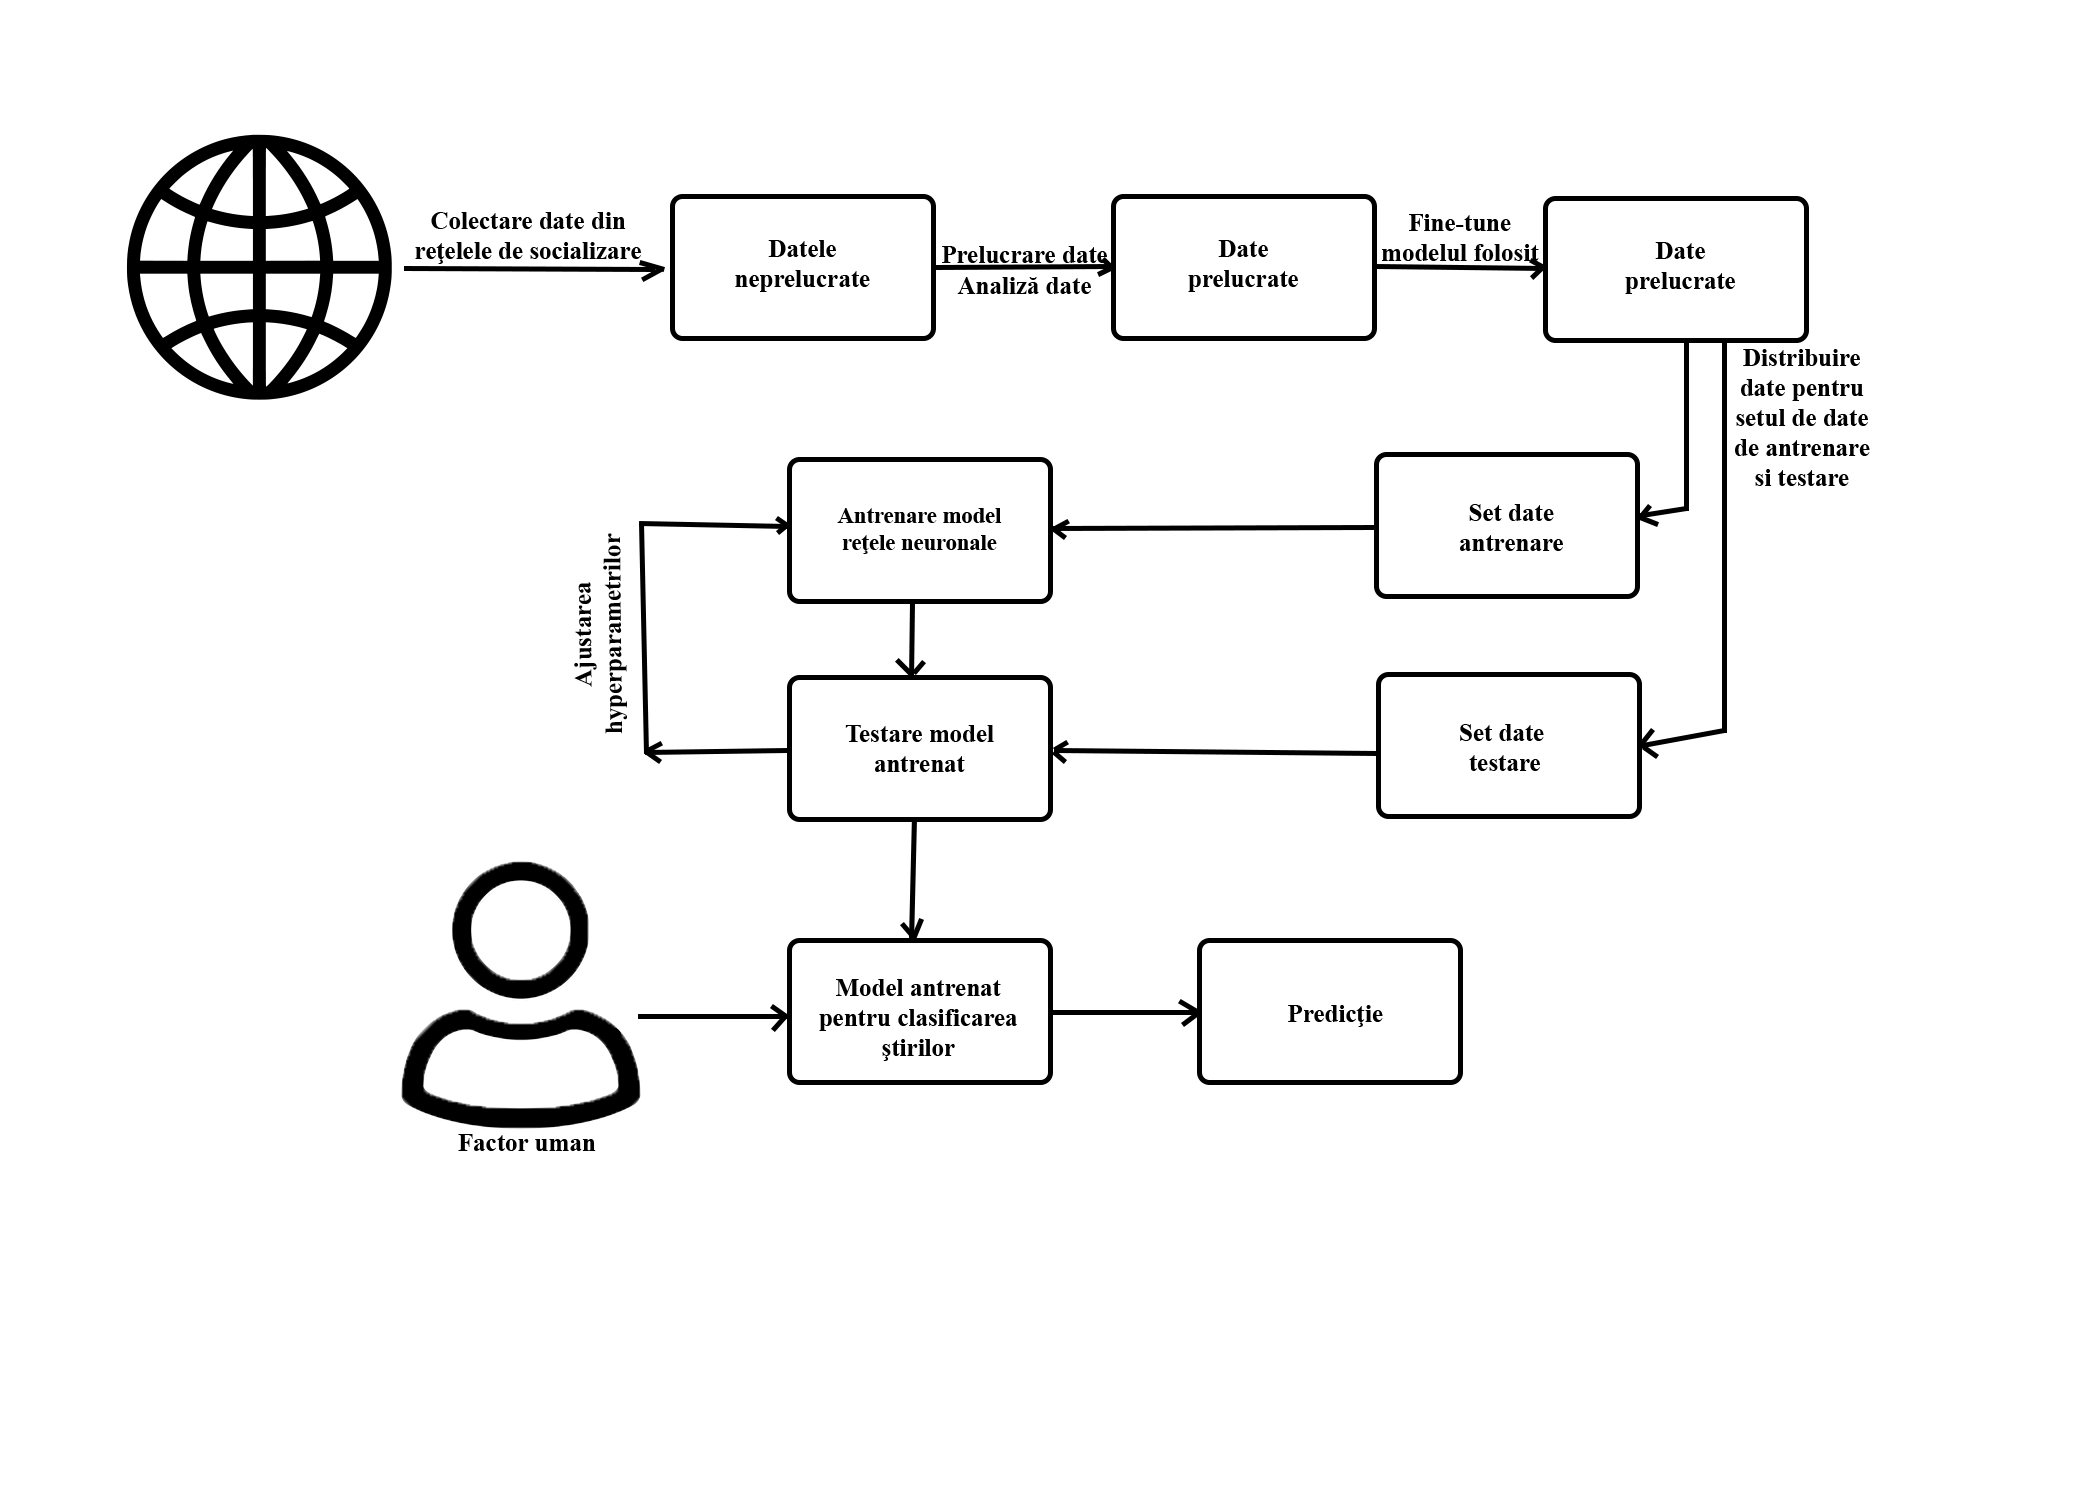 Colectare date din
reţelele de socializare
Datele
neprelucrate
Prelucrare date
Analiză date
Date
prelucrate
Fine-tune
modelul folosit
Date
prelucrate
Distribuire
date pentru
setul de date
de antrenare
si testare
Set date
antrenare
Antrenare model
reţele neuronale
Ajustarea
hyperparametrilor
Testare model
antrenat
Set date
testare
Factor uman
Model antrenat
pentru clasificarea
ştirilor
Predicţie